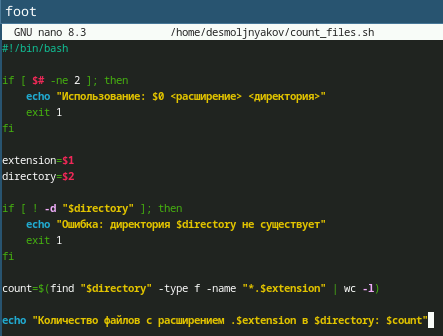 foot
GNU nano 8.3 /home/desmoljnyakov/count_files.sh
#!/bin/bash
if [ $# -ne 2 ]; then
echo "Использование: $0 <расширение> <директория>"
exit 1
fi
extension=$1
directory=$2
if [ ! -d "$directory" ]; then
echo "Ошибка: директория $directory не существует"
exit 1
fi
count=$(find "$directory" -type f -name "*.$extension" | wc -l)
echo "Количество файлов с расширением .$extension в $directory: $count"